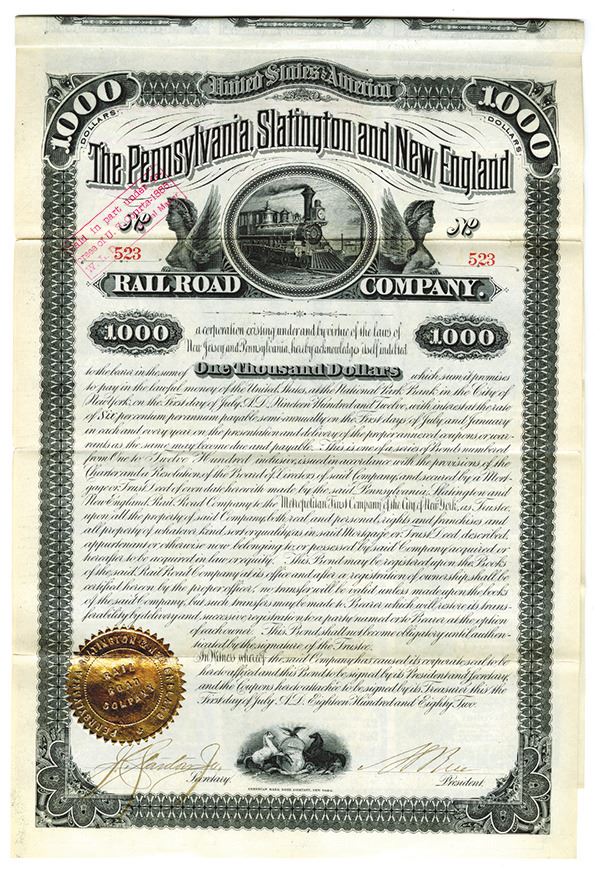 United States of America
1000 1000
DOLLARS DOLLARS
The Pennsylvania, Slatington and New England
No No
523 523
RAIL ROAD COMPANY.
1000 1000
a corporation existing under and by virtue of the laws of
New Jersey and Pennsylvania, hereby acknowledges itself indebted
to the bearer in the sum of One Thousand Dollars which sum it promises
to pay in the lawful money of the United States, at the National Park Bank, in the City of
New York, on the First day of July, A.D. Nineteen Hundred and Twelve, with interest at the rate
of Six per centum per annum payable semi-annually on the First days of July and January
in each and every year on the presentation and delivery of the proper annexed coupons or war-
rants as the same may become due and payable. This is one of a series of Bonds numbered
from One to Twelve Hundred inclusive, issued in accordance with the provisions of the
Charter and a Resolution of the Board of Directors of said Company, and secured by a Mort-
gage or Trust Deed of even date herewith made by the said, Pennsylvania, Slatington and
New England, Rail Road Company to the Metropolitan Trust Company of the City of New York, as Trustee,
upon all the property of said Company, both real and personal, rights and franchises and
all property of whatever kind, sort or quality as in said Mortgage or Trust Deed described
appurtenant or otherwise now belonging to, or possessed by said Company acquired or
hereafter to be acquired in law or equity. This Bond may be registered upon the Books
of the said Rail Road Company at its office and after a registration of ownership shall be
certified hereon by the proper officer, no transfer will be valid unless made upon the books
of the said Company, but such transfer may be made to Bearer which will restore its trans-
ferability by delivery and successive registration to a party named or to Bearer at the option
of each owner. This Bond shall not become obligatory until authen-
ticated by the signature of the Trustee.
In Witness whereof the said Company has caused its corporate seal to be
hereto affixed and this Bond to be signed by its President and Secretary,
and the Coupons hereto attached to be signed by its Treasurer, this the
First day of July A.D. Eighteen Hundred and Eighty Two.
RAIL
ROAD
COMPANY
Secretary. President.
AMERICAN BANK NOTE COMPANY, NEW YORK.